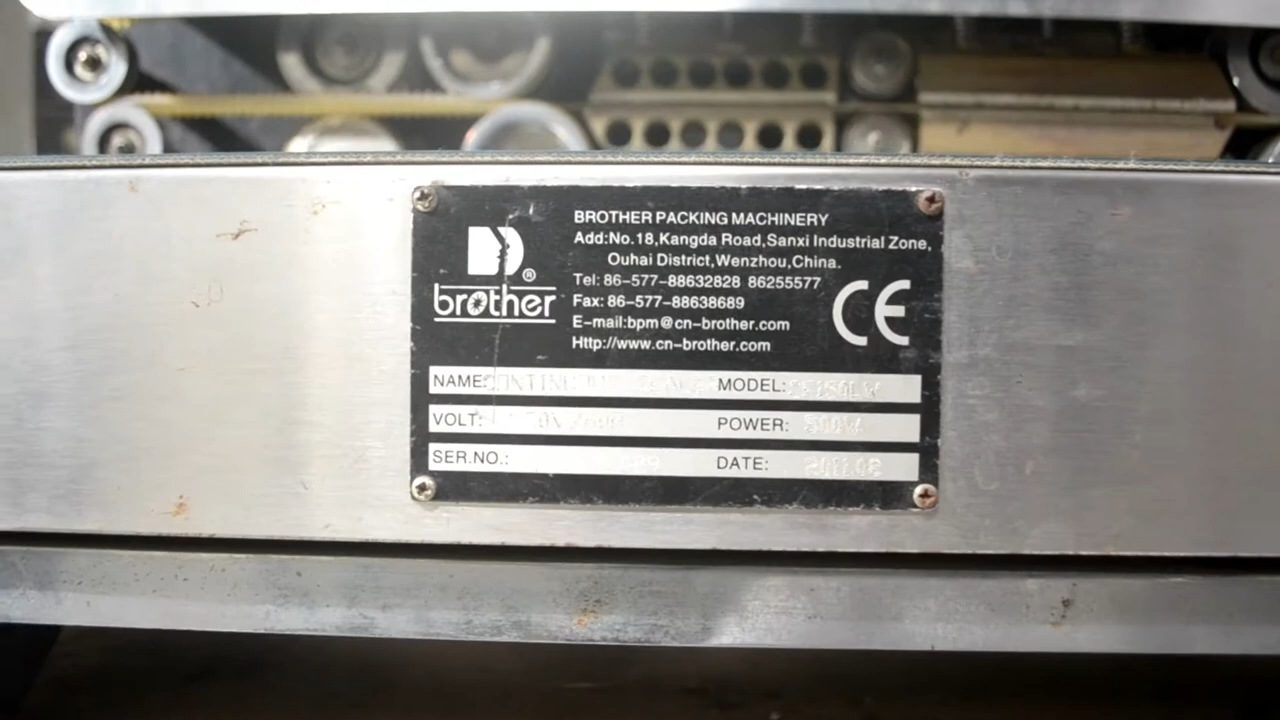 BROTHER PACKING MACHINERY
Add:No.18,Kangda Road,Sanxi Industrial Zone,
Ouhai District,Wenzhou,China.
Tel: 86-577-88632828 86255577
Fax: 86-577-88638689
E-mail:bpm@cn-brother.com
Http://www.cn-brother.com
®
brother
CE
NAME: MODEL:
VOLT: POWER: 500W
SER.NO.: DATE: